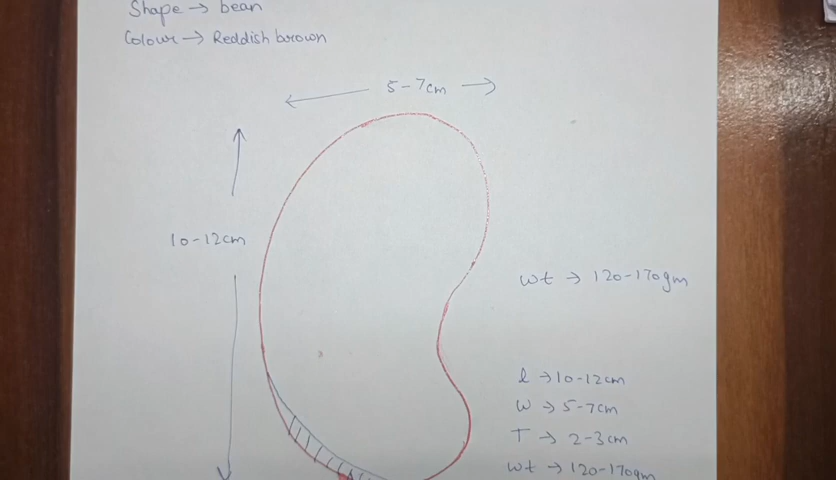 Shape → bean
Colour → Reddish brown
5-7cm
10-12cm
wt → 120-170gm
l → 10-12cm
w → 5-7cm
T → 2-3cm
wt → 120-170gm